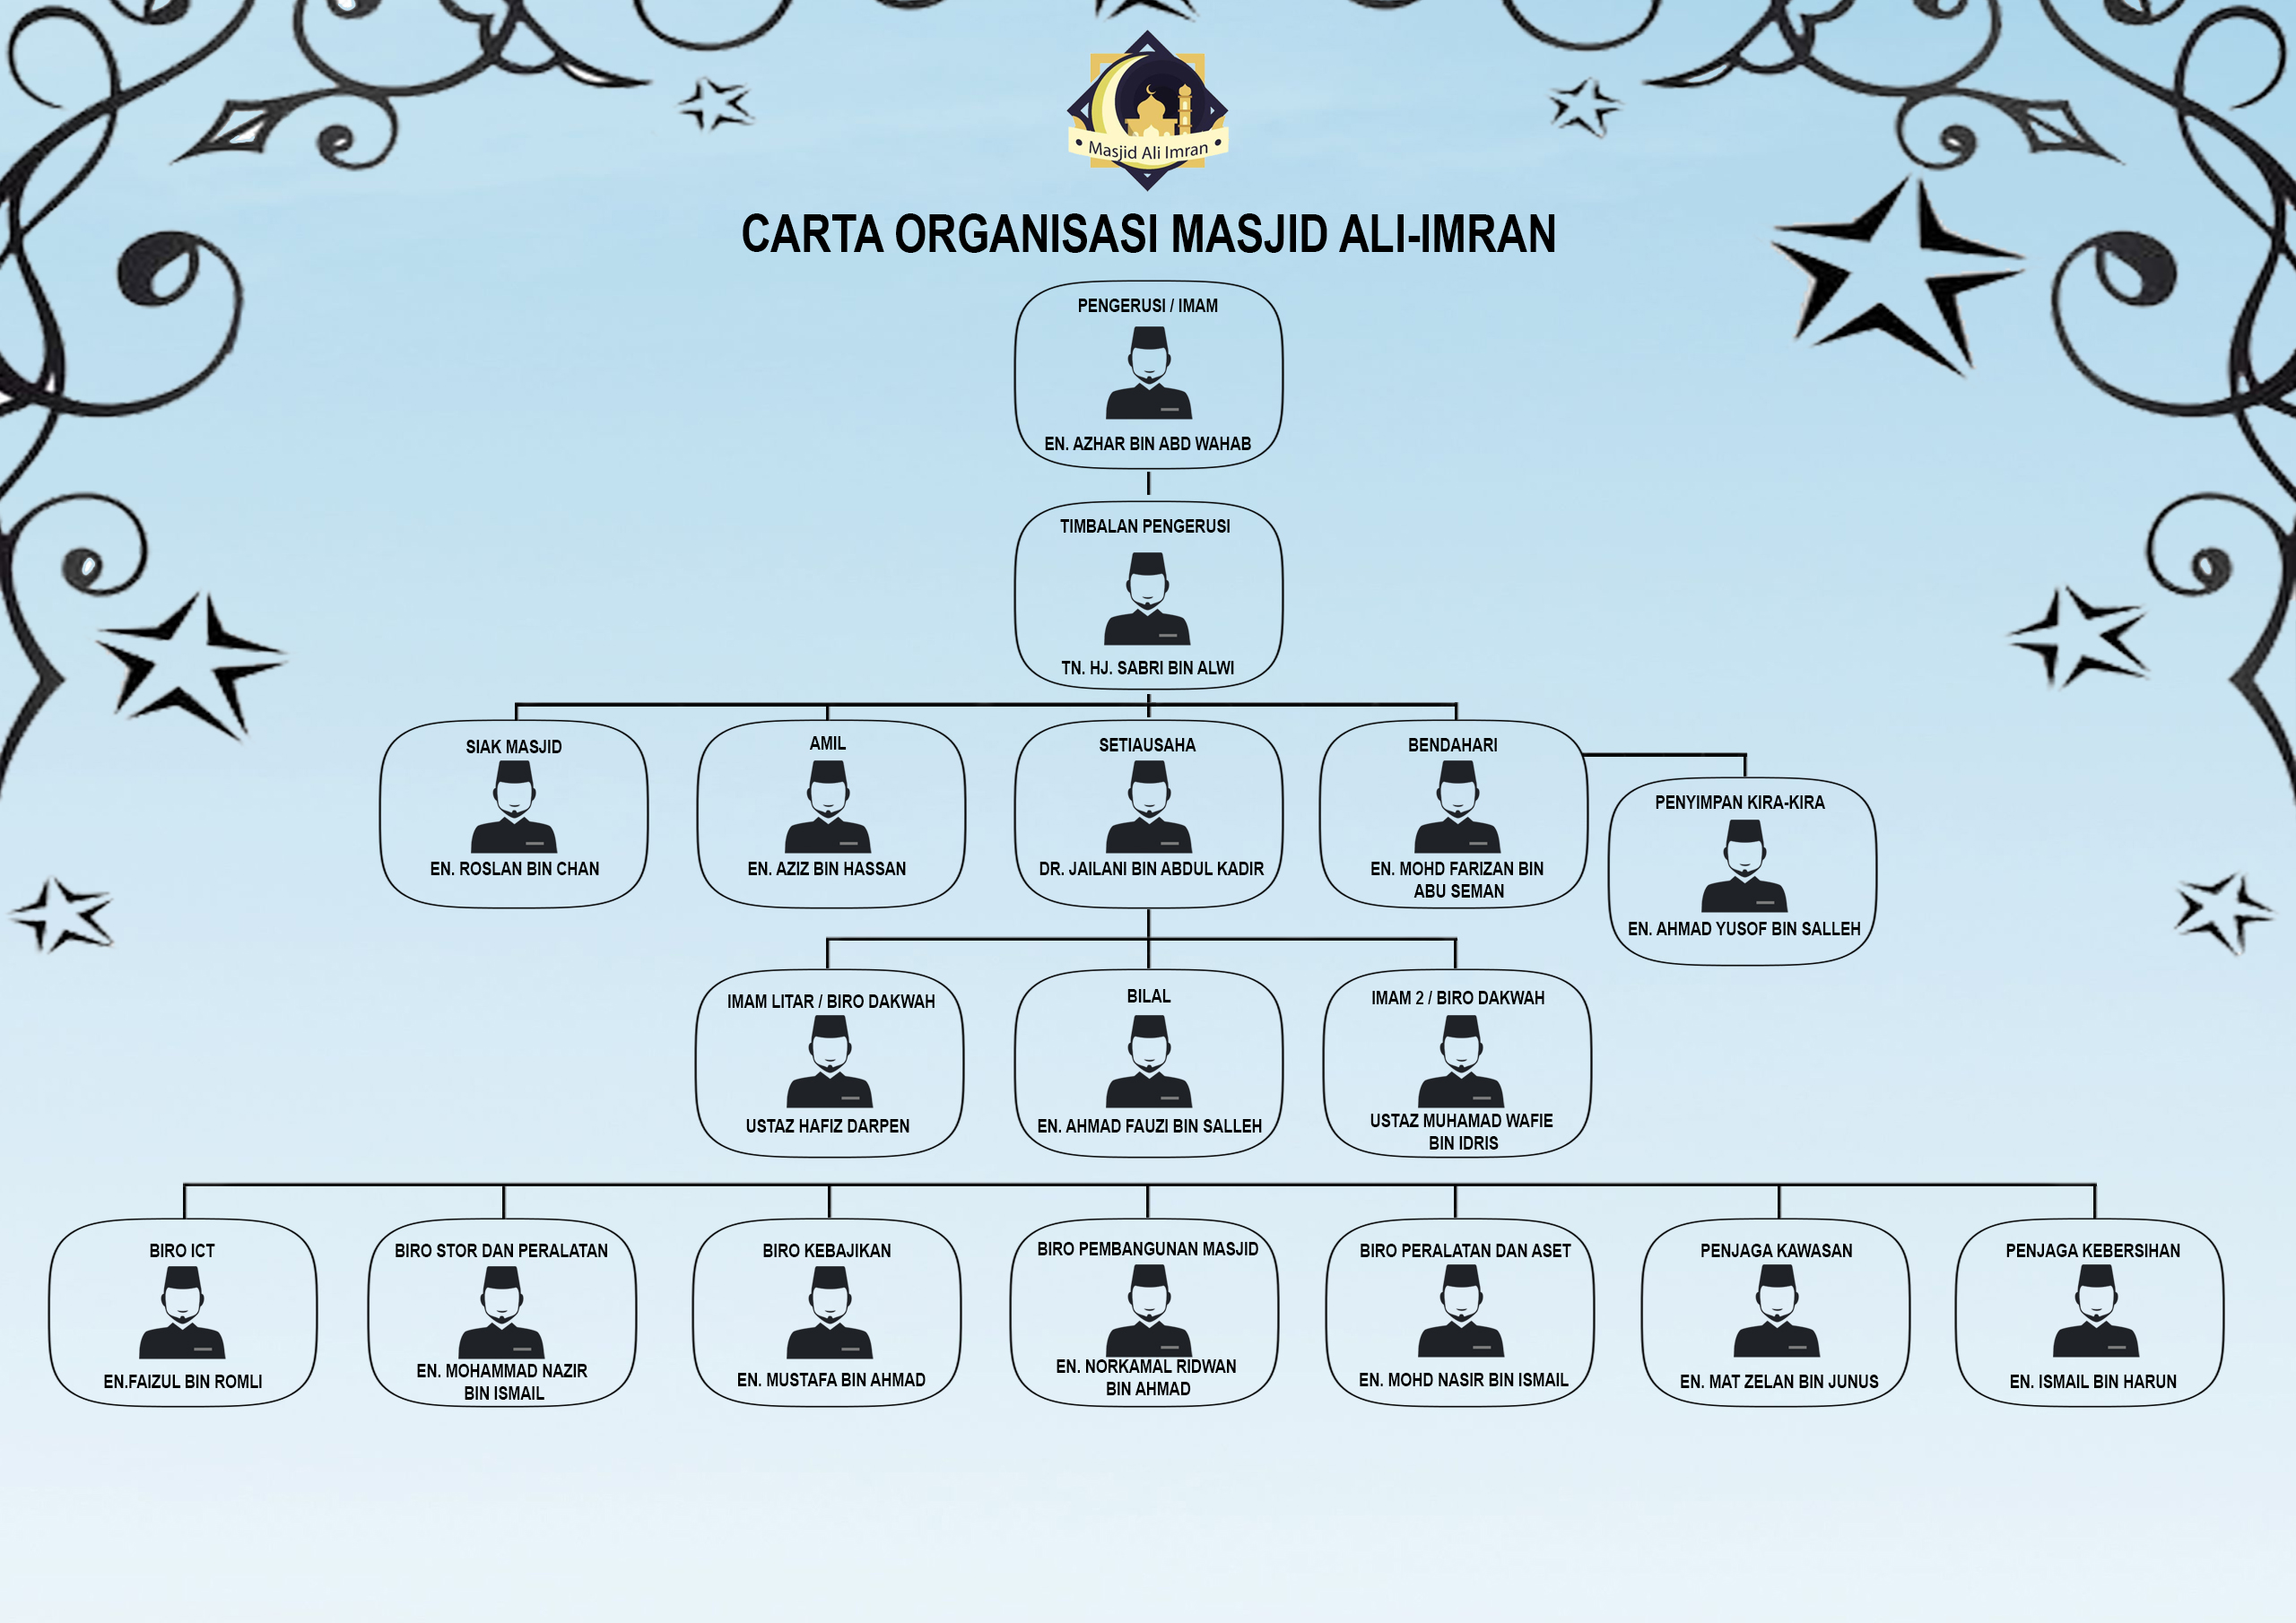 Masjid Ali Imran
CARTA ORGANISASI MASJID ALI-IMRAN
PENGERUSI / IMAM
EN. AZHAR BIN ABD WAHAB
TIMBALAN PENGERUSI
TN. HJ. SABRI BIN ALWI
SIAK MASJID
EN. ROSLAN BIN CHAN
AMIL
EN. AZIZ BIN HASSAN
SETIAUSAHA
DR. JAILANI BIN ABDUL KADIR
BENDAHARI
EN. MOHD FARIZAN BIN
ABU SEMAN
PENYIMPAN KIRA-KIRA
EN. AHMAD YUSOF BIN SALLEH
IMAM LITAR / BIRO DAKWAH
USTAZ HAFIZ DARPEN
BILAL
EN. AHMAD FAUZI BIN SALLEH
IMAM 2 / BIRO DAKWAH
USTAZ MUHAMAD WAFIE
BIN IDRIS
BIRO ICT
EN.FAIZUL BIN ROMLI
BIRO STOR DAN PERALATAN
EN. MOHAMMAD NAZIR
BIN ISMAIL
BIRO KEBAJIKAN
EN. MUSTAFA BIN AHMAD
BIRO PEMBANGUNAN MASJID
EN. NORKAMAL RIDWAN
BIN AHMAD
BIRO PERALATAN DAN ASET
EN. MOHD NASIR BIN ISMAIL
PENJAGA KAWASAN
EN. MAT ZELAN BIN JUNUS
PENJAGA KEBERSIHAN
EN. ISMAIL BIN HARUN